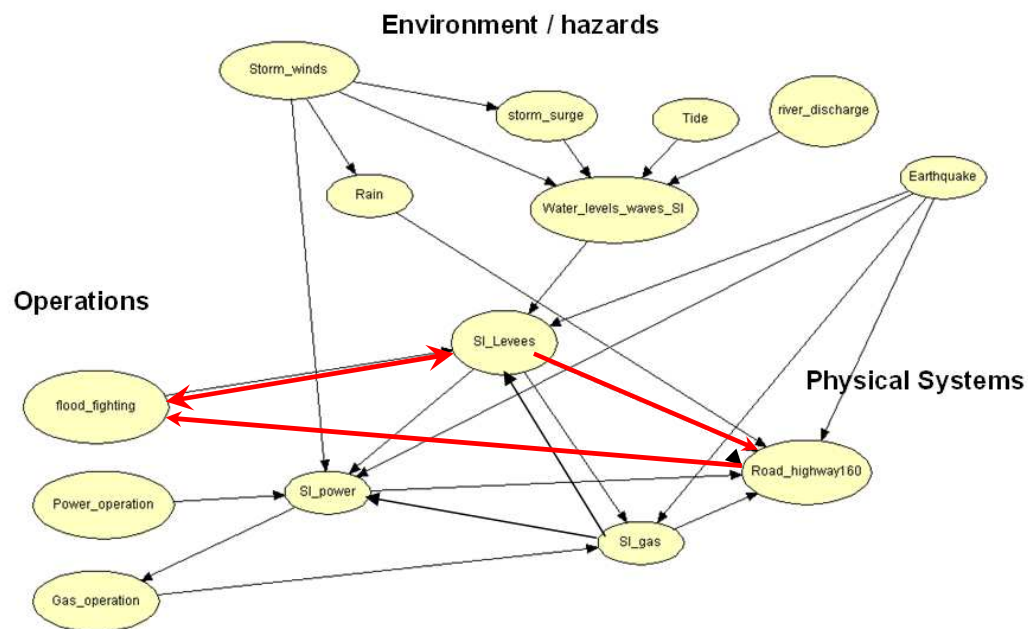 Environment / hazards
Storm_winds
storm_surge
Tide
river_discharge
Rain
Water_levels_waves_SI
Earthquake
Operations
SI_Levees
Physical Systems
flood_fighting
Road_highway160
Power_operation
SI_power
SI_gas
Gas_operation